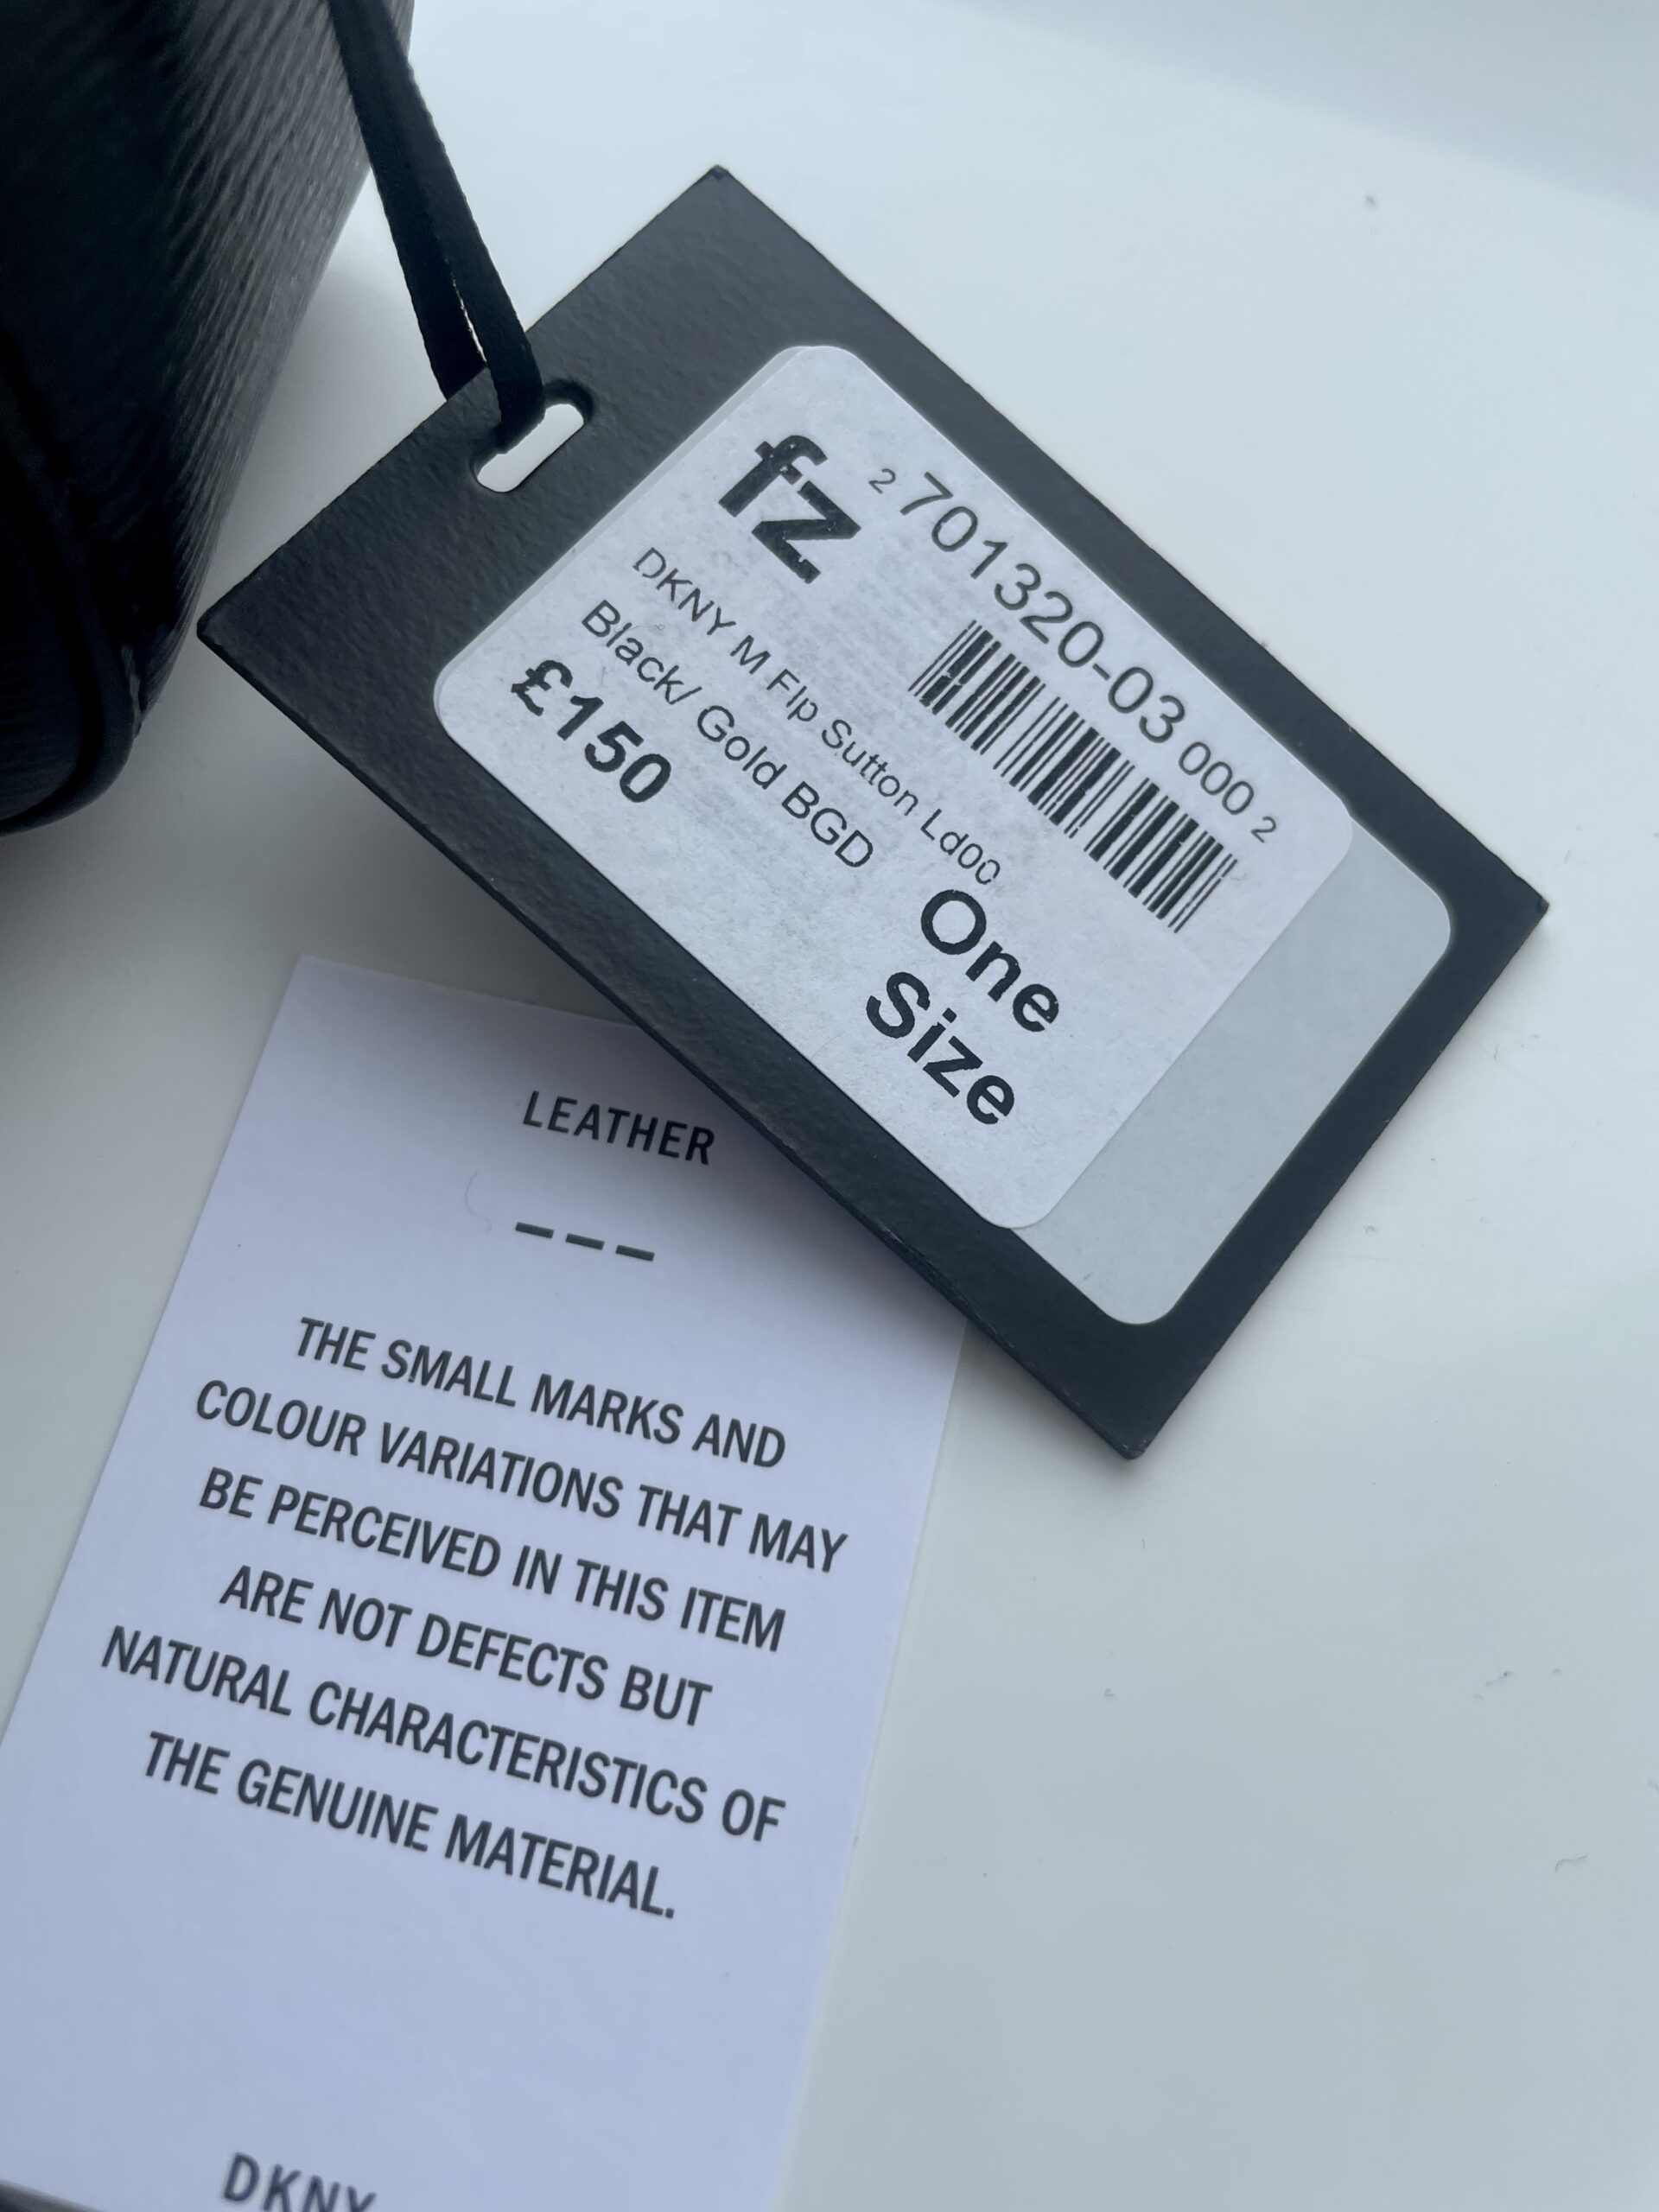 fz
2 701320-03 000 2
DKNY M Flp Sutton Ld00
Black/ Gold BGD
£150
One
Size
LEATHER
---
THE SMALL MARKS AND
COLOUR VARIATIONS THAT MAY
BE PERCEIVED IN THIS ITEM
ARE NOT DEFECTS BUT
NATURAL CHARACTERISTICS OF
THE GENUINE MATERIAL.
DKNY